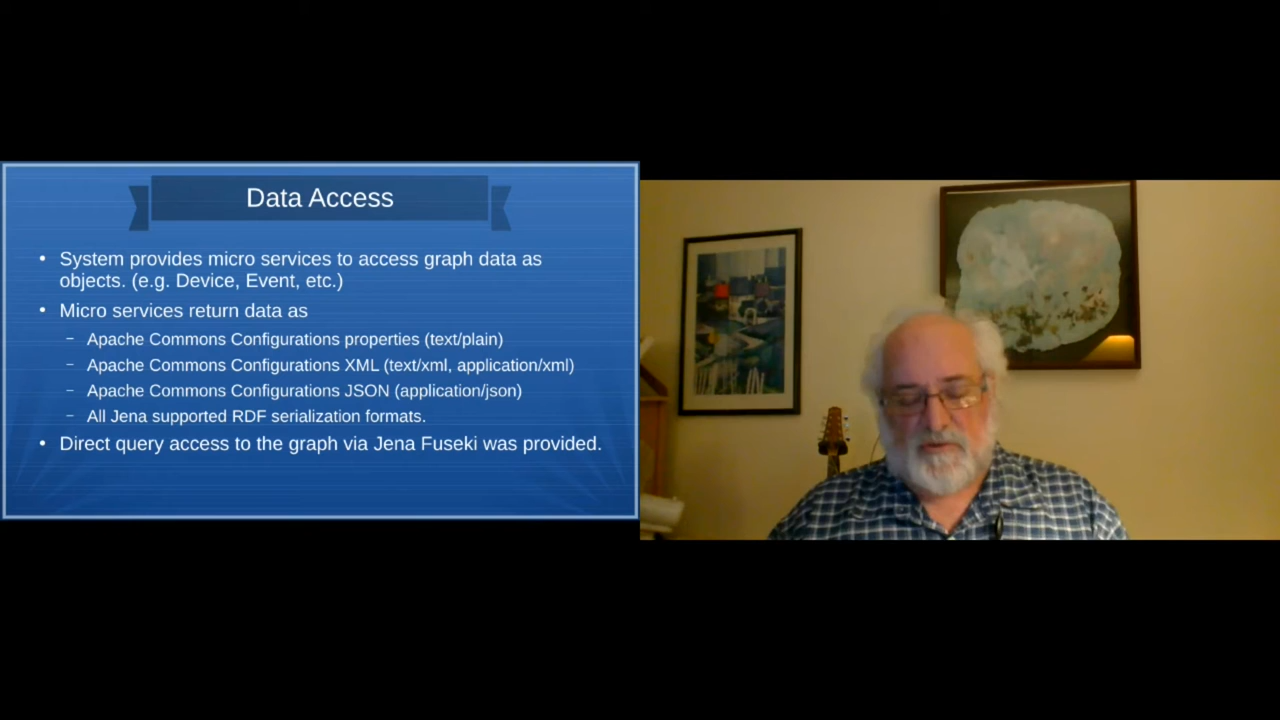 Data Access
• System provides micro services to access graph data as
objects. (e.g. Device, Event, etc.)
• Micro services return data as
– Apache Commons Configurations properties (text/plain)
– Apache Commons Configurations XML (text/xml, application/xml)
– Apache Commons Configurations JSON (application/json)
– All Jena supported RDF serialization formats.
• Direct query access to the graph via Jena Fuseki was provided.